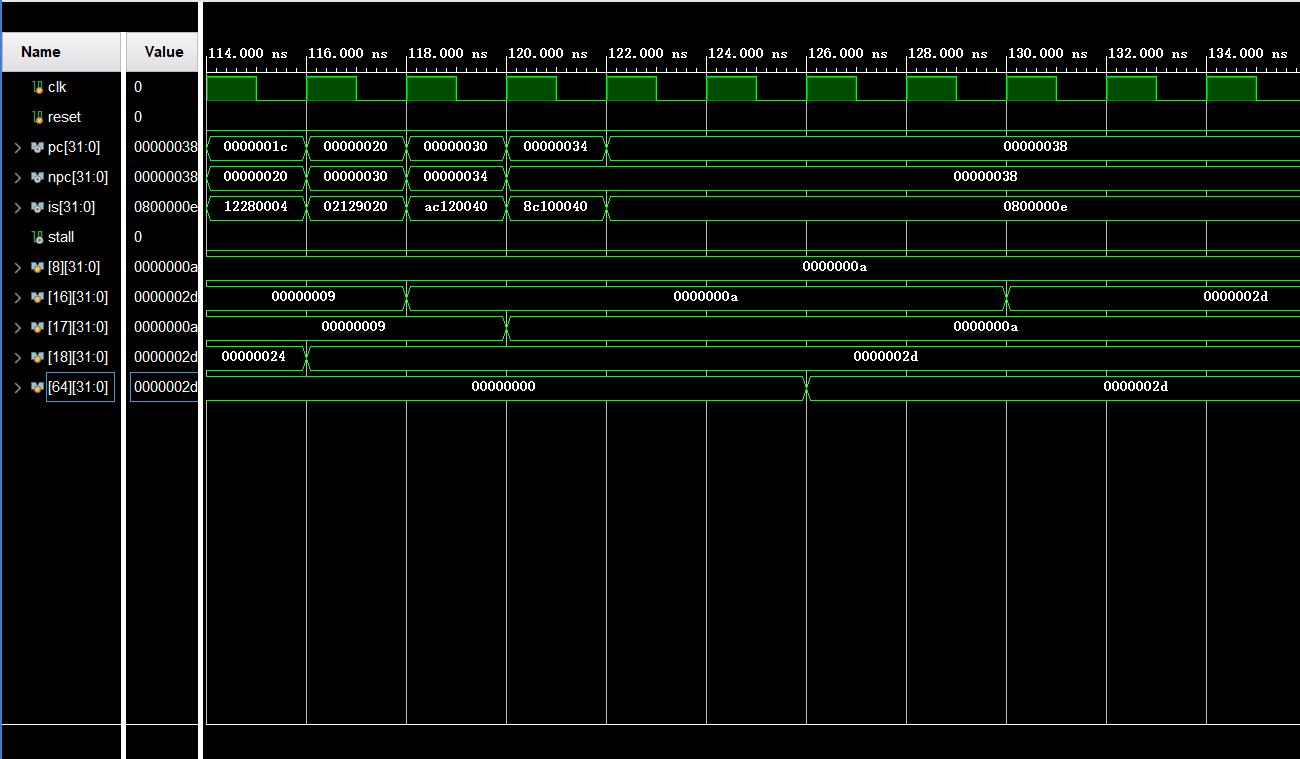 Name Value 114.000 ns 116.000 ns 118.000 ns 120.000 ns 122.000 ns 124.000 ns 126.000 ns 128.000 ns 130.000 ns 132.000 ns 134.000 ns
clk 0
reset 0
pc[31:0] 00000038 0000001c 00000020 00000030 00000034 00000038
npc[31:0] 00000038 00000020 00000030 00000034 00000038
is[31:0] 0800000e 12280004 02129020 ac120040 8c100040 0800000e
stall 0
[8][31:0] 0000000a 0000000a
[16][31:0] 0000002d 00000009 0000000a 0000002d
[17][31:0] 0000000a 00000009 0000000a
[18][31:0] 0000002d 00000024 0000002d
[64][31:0] 0000002d 00000000 0000002d